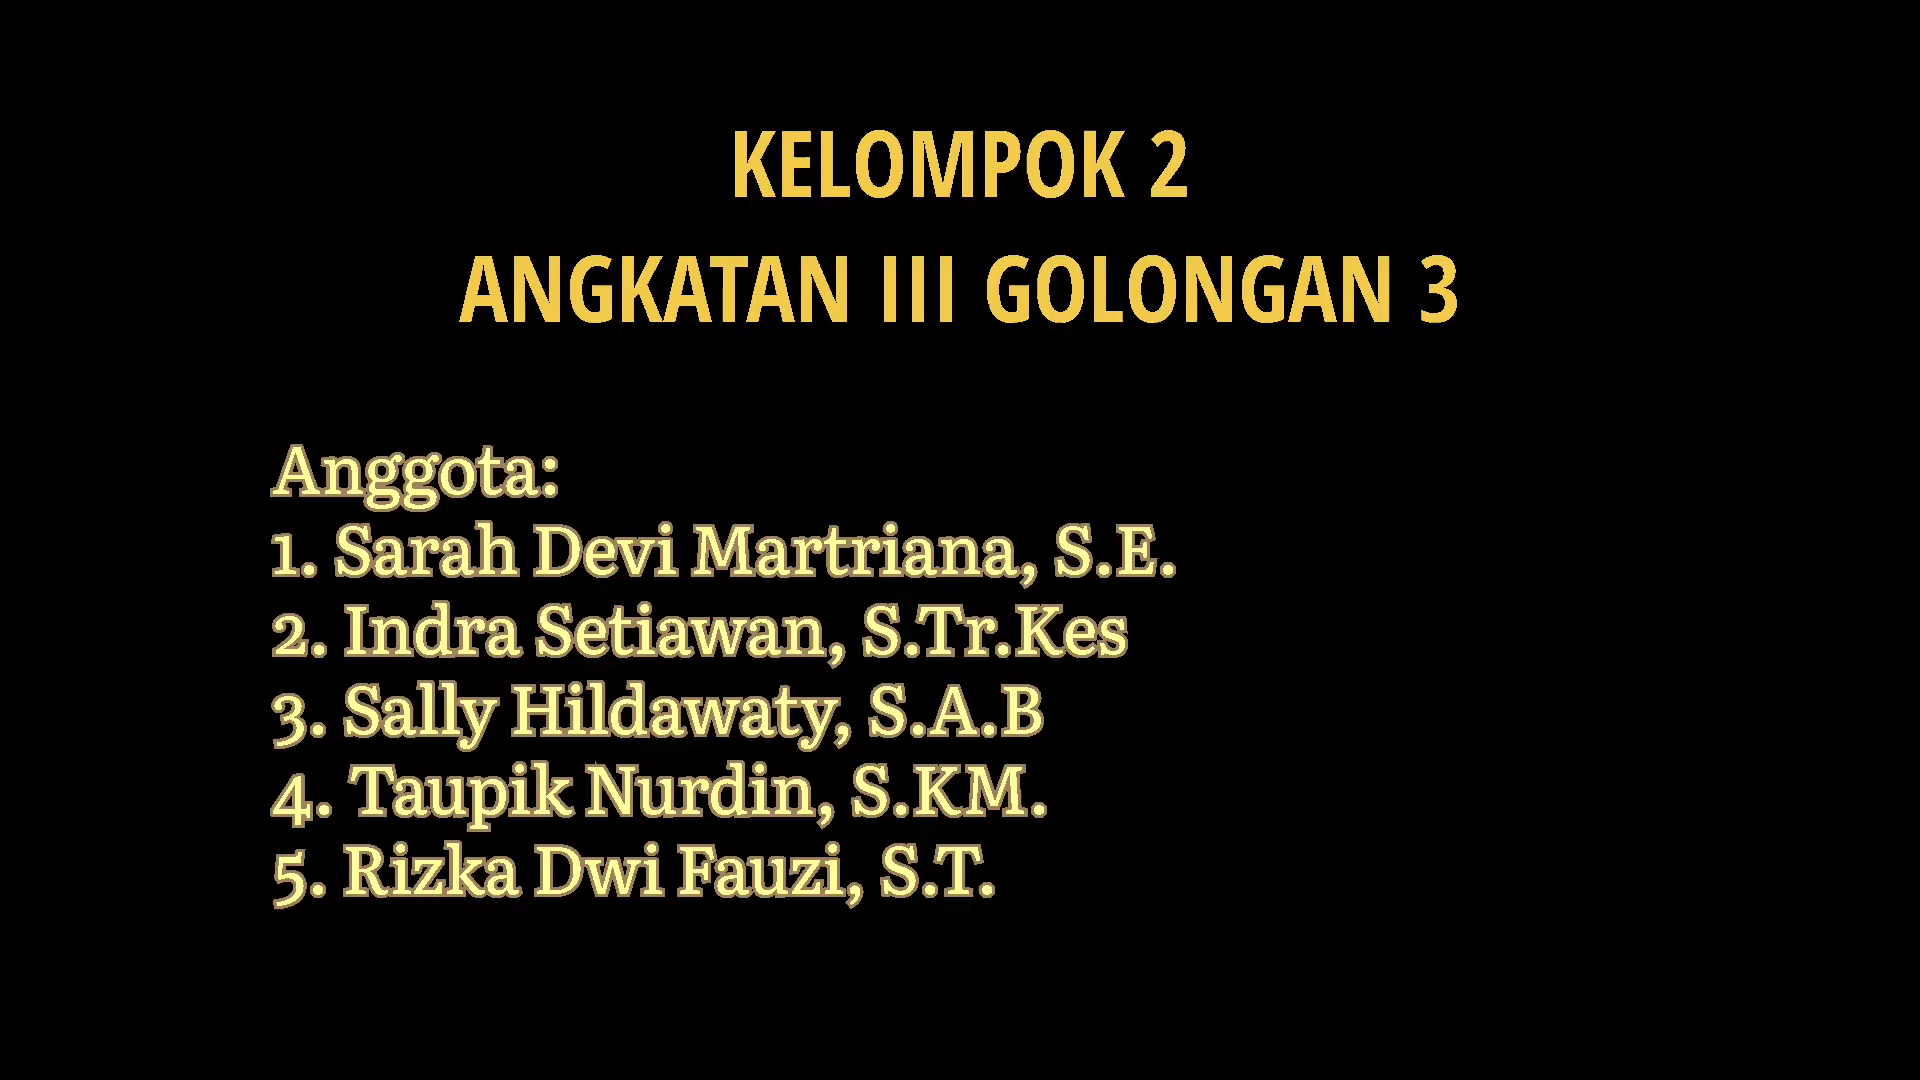 KELOMPOK 2
ANGKATAN III GOLONGAN 3
Anggota:
1. Sarah Devi Martriana, S.E.
2. Indra Setiawan, S.Tr.Kes
3. Sally Hildawaty, S.A.B
4. Taupik Nurdin, S.KM.
5. Rizka Dwi Fauzi, S.T.